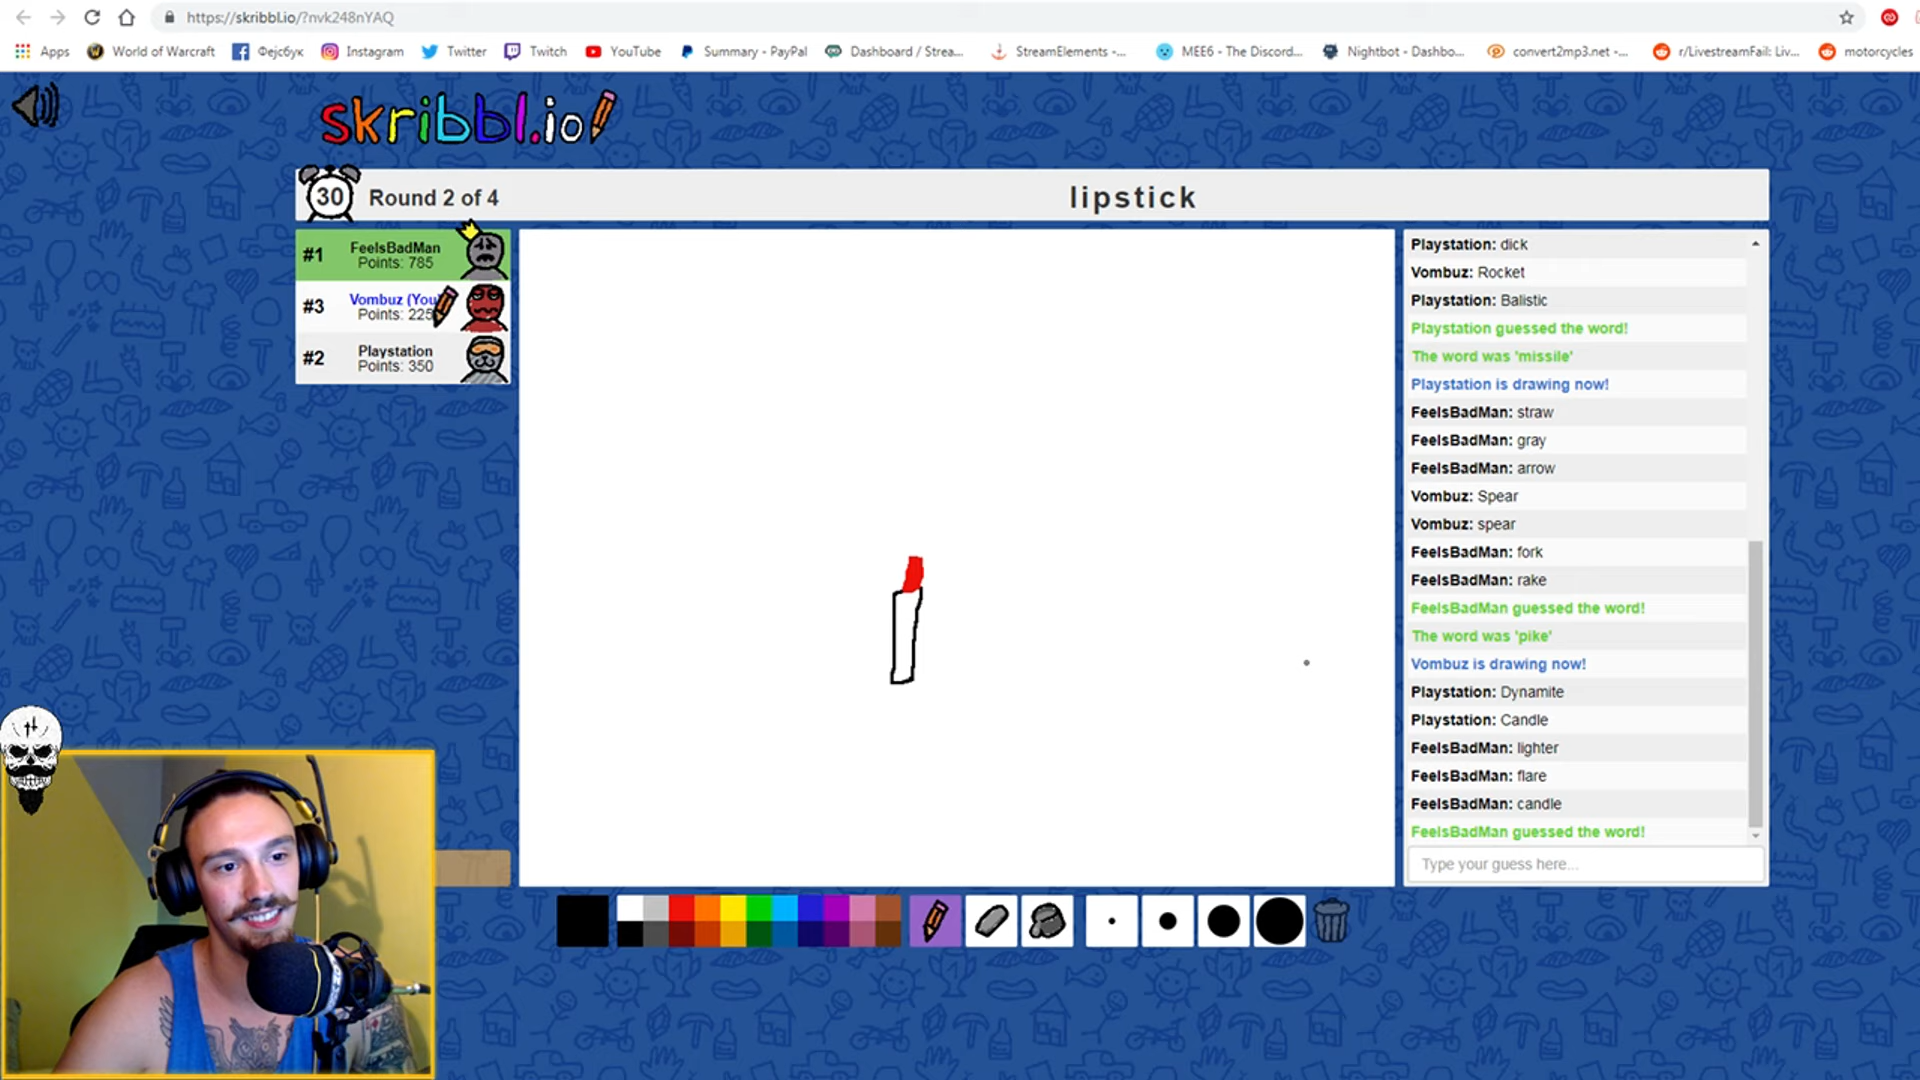 https://skribbl.io/?nvk248nYAQ
Apps World of Warcraft Фејсбук Instagram Twitter Twitch YouTube Summary - PayPal Dashboard / Strea... StreamElements -... MEE6 - The Discord... Nightbot - Dashbo... convert2mp3.net -... r/LivestreamFail: Liv... motorcycles
skribbl.io
30 Round 2 of 4 lipstick
#1 FeelsBadMan
Points: 785
#3 Vombuz (You
Points: 225
#2 Playstation
Points: 350
Playstation: dick
Vombuz: Rocket
Playstation: Balistic
Playstation guessed the word!
The word was 'missile'
Playstation is drawing now!
FeelsBadMan: straw
FeelsBadMan: gray
FeelsBadMan: arrow
Vombuz: Spear
Vombuz: spear
FeelsBadMan: fork
FeelsBadMan: rake
FeelsBadMan guessed the word!
The word was 'pike'
Vombuz is drawing now!
Playstation: Dynamite
Playstation: Candle
FeelsBadMan: lighter
FeelsBadMan: flare
FeelsBadMan: candle
FeelsBadMan guessed the word!
Type your guess here...